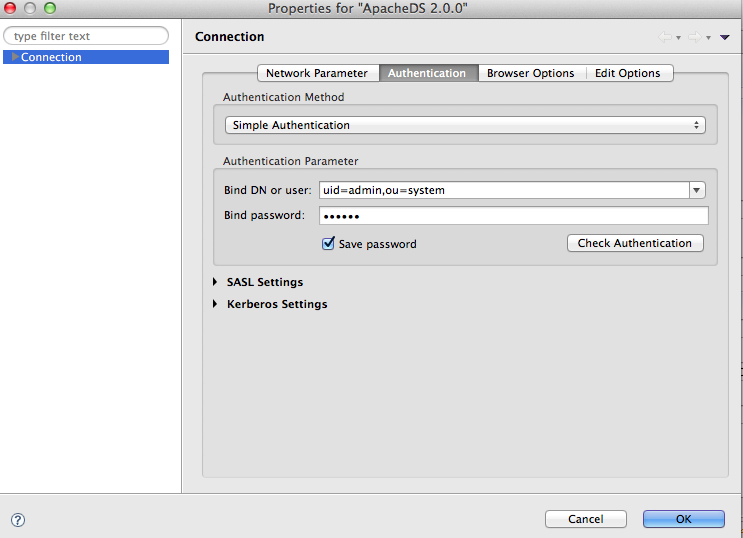 Properties for "ApacheDS 2.0.0"
type filter text
Connection
Connection
Network Parameter Authentication Browser Options Edit Options
Authentication Method
Simple Authentication
Authentication Parameter
Bind DN or user: uid=admin,ou=system
Bind password: ••••••
Save password Check Authentication
SASL Settings
Kerberos Settings
? Cancel OK